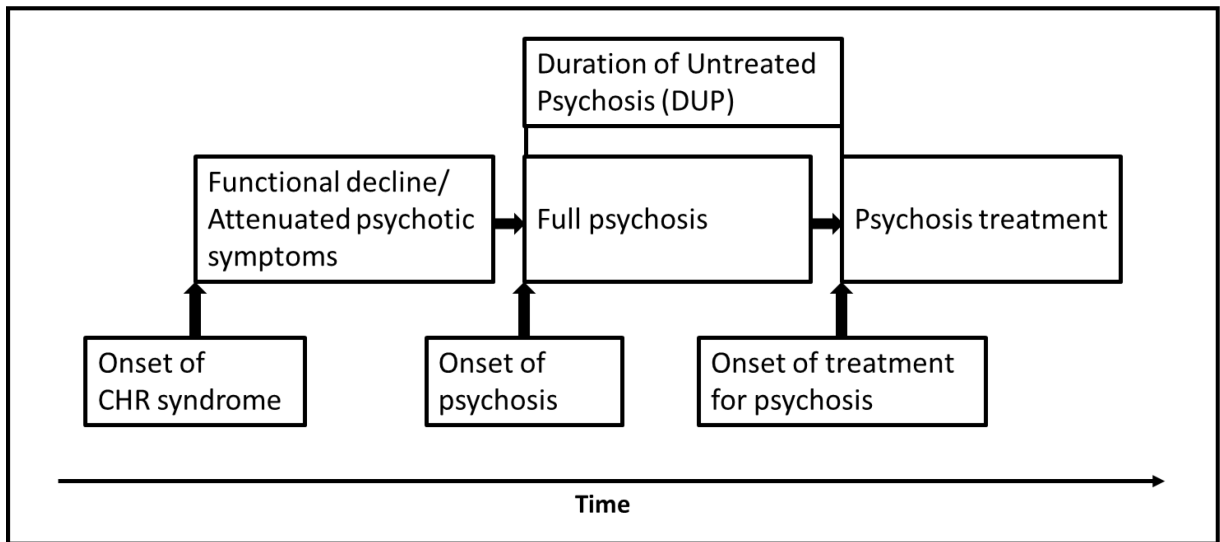 Duration of Untreated
Psychosis (DUP)
Functional decline/
Attenuated psychotic
symptoms
Full psychosis
Psychosis treatment
Onset of
CHR syndrome
Onset of
psychosis
Onset of treatment
for psychosis
Time